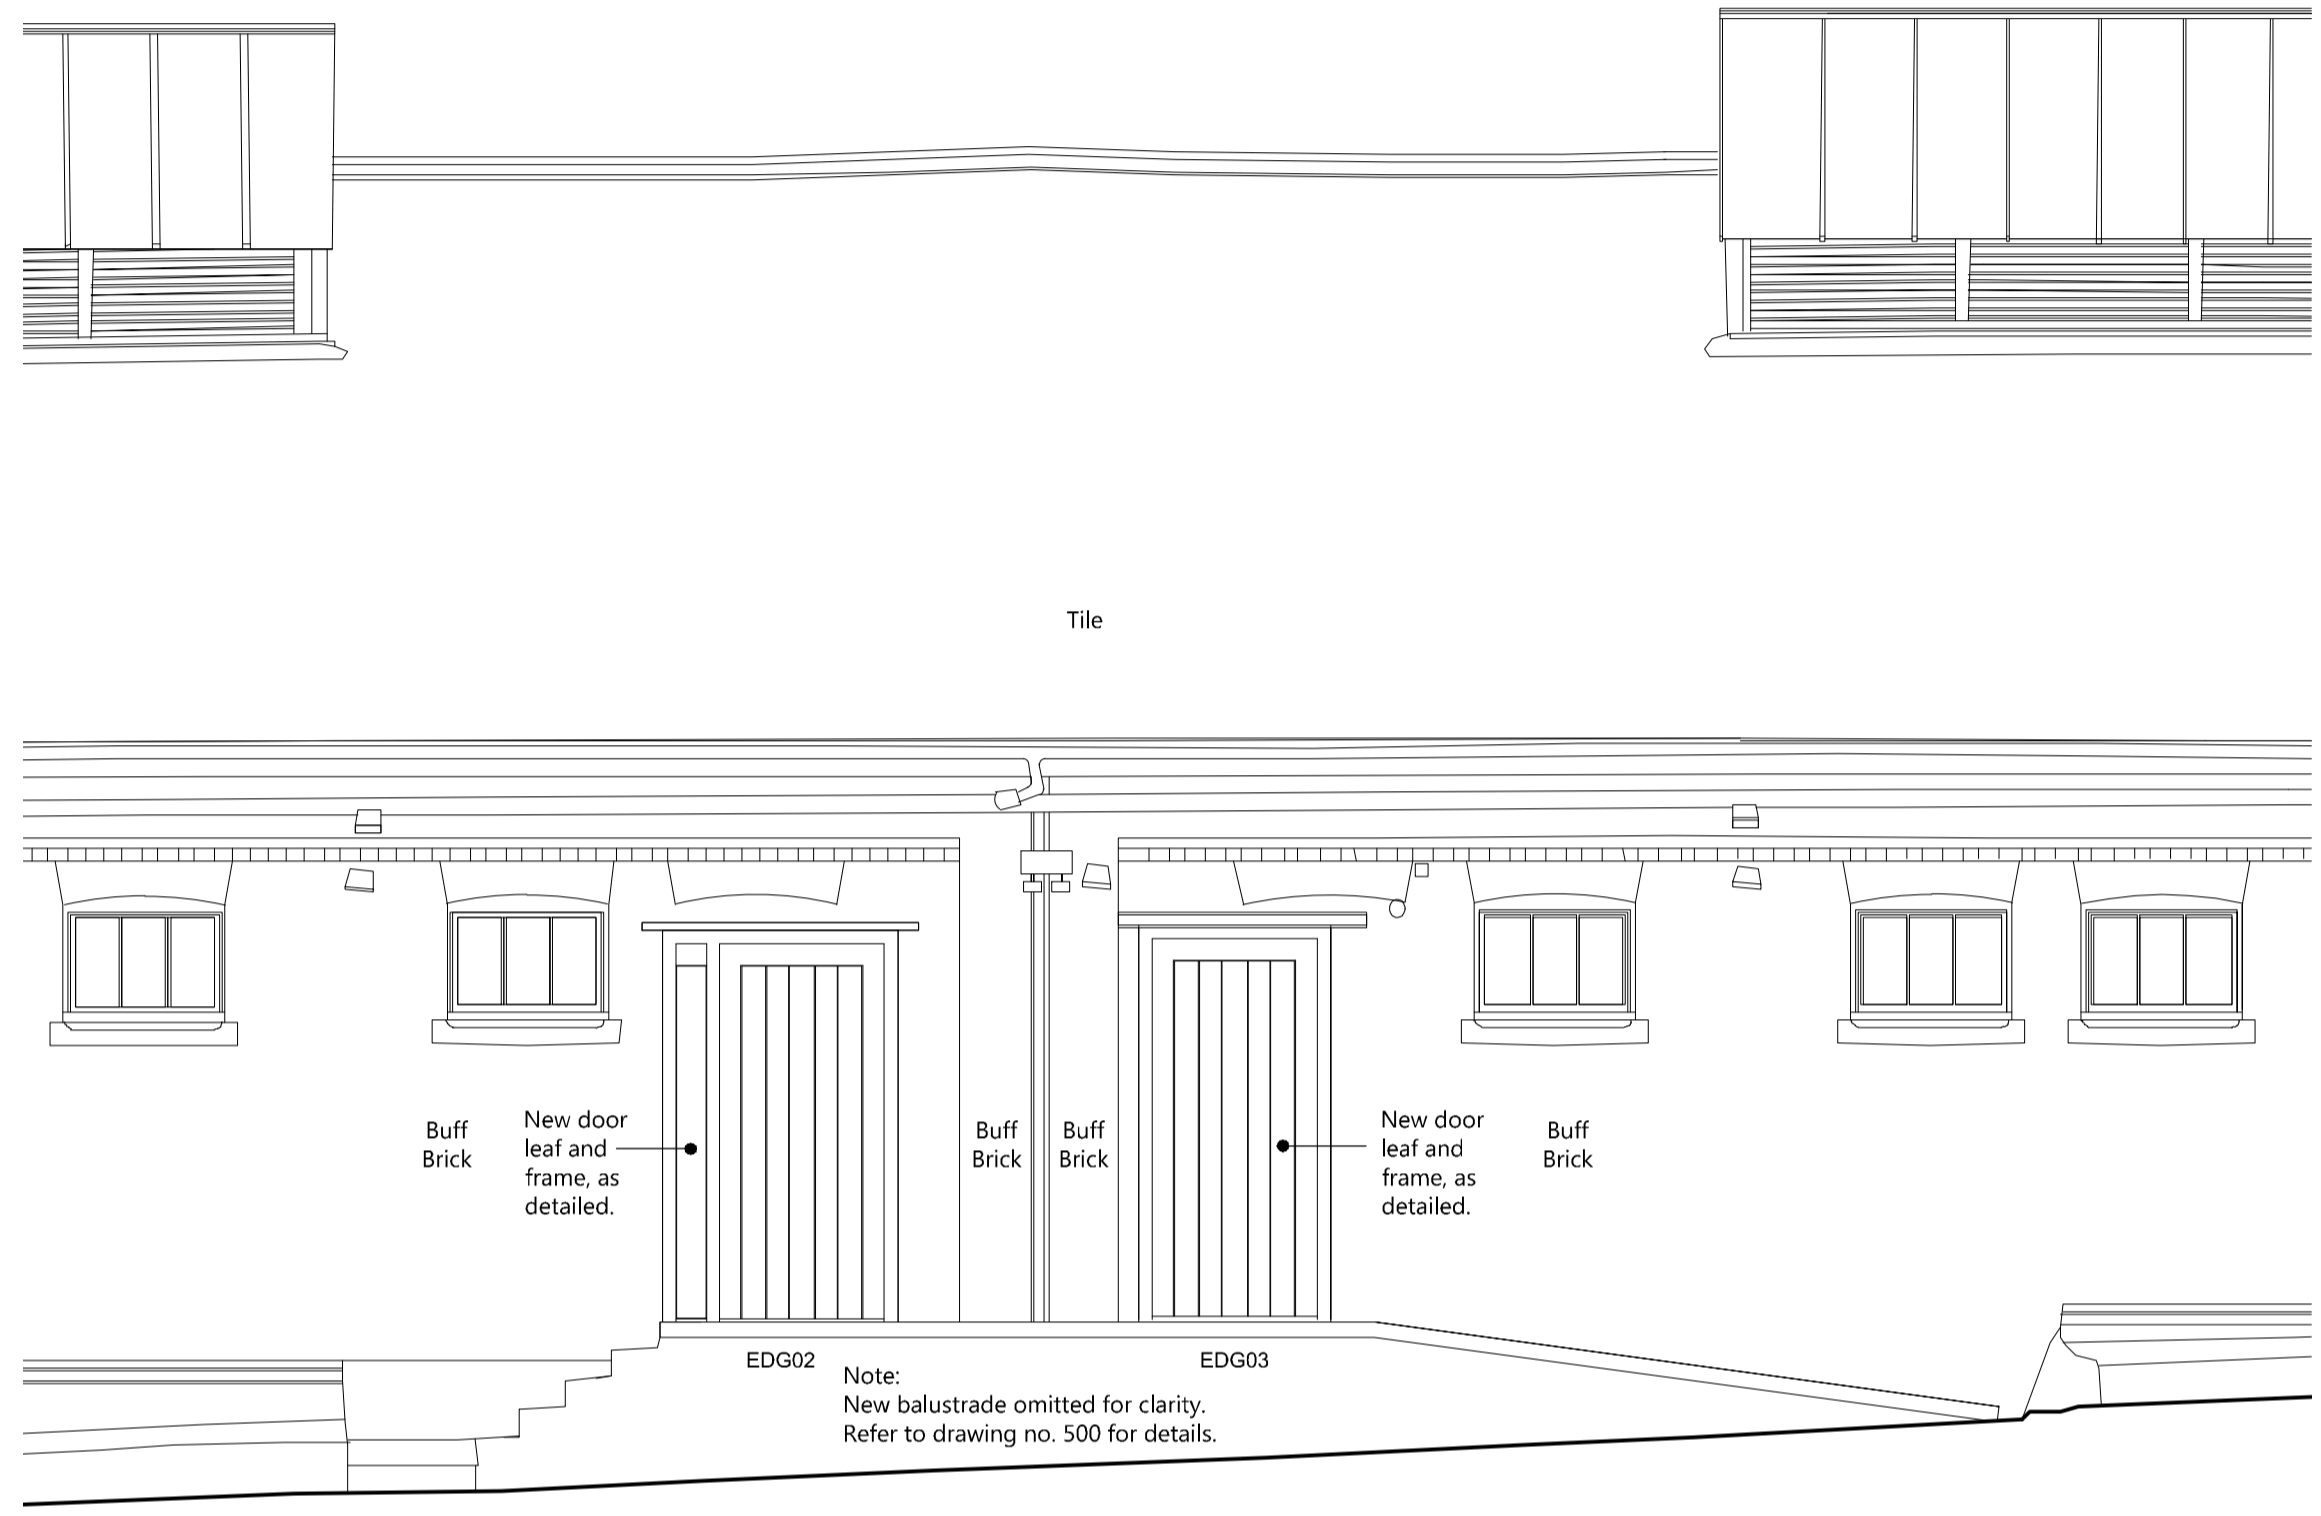 Tile
Buff
Brick
New door
leaf and
frame, as
detailed.
Buff
Brick
Buff
Brick
New door
leaf and
frame, as
detailed.
Buff
Brick
EDG02
EDG03
Note:
New balustrade omitted for clarity.
Refer to drawing no. 500 for details.